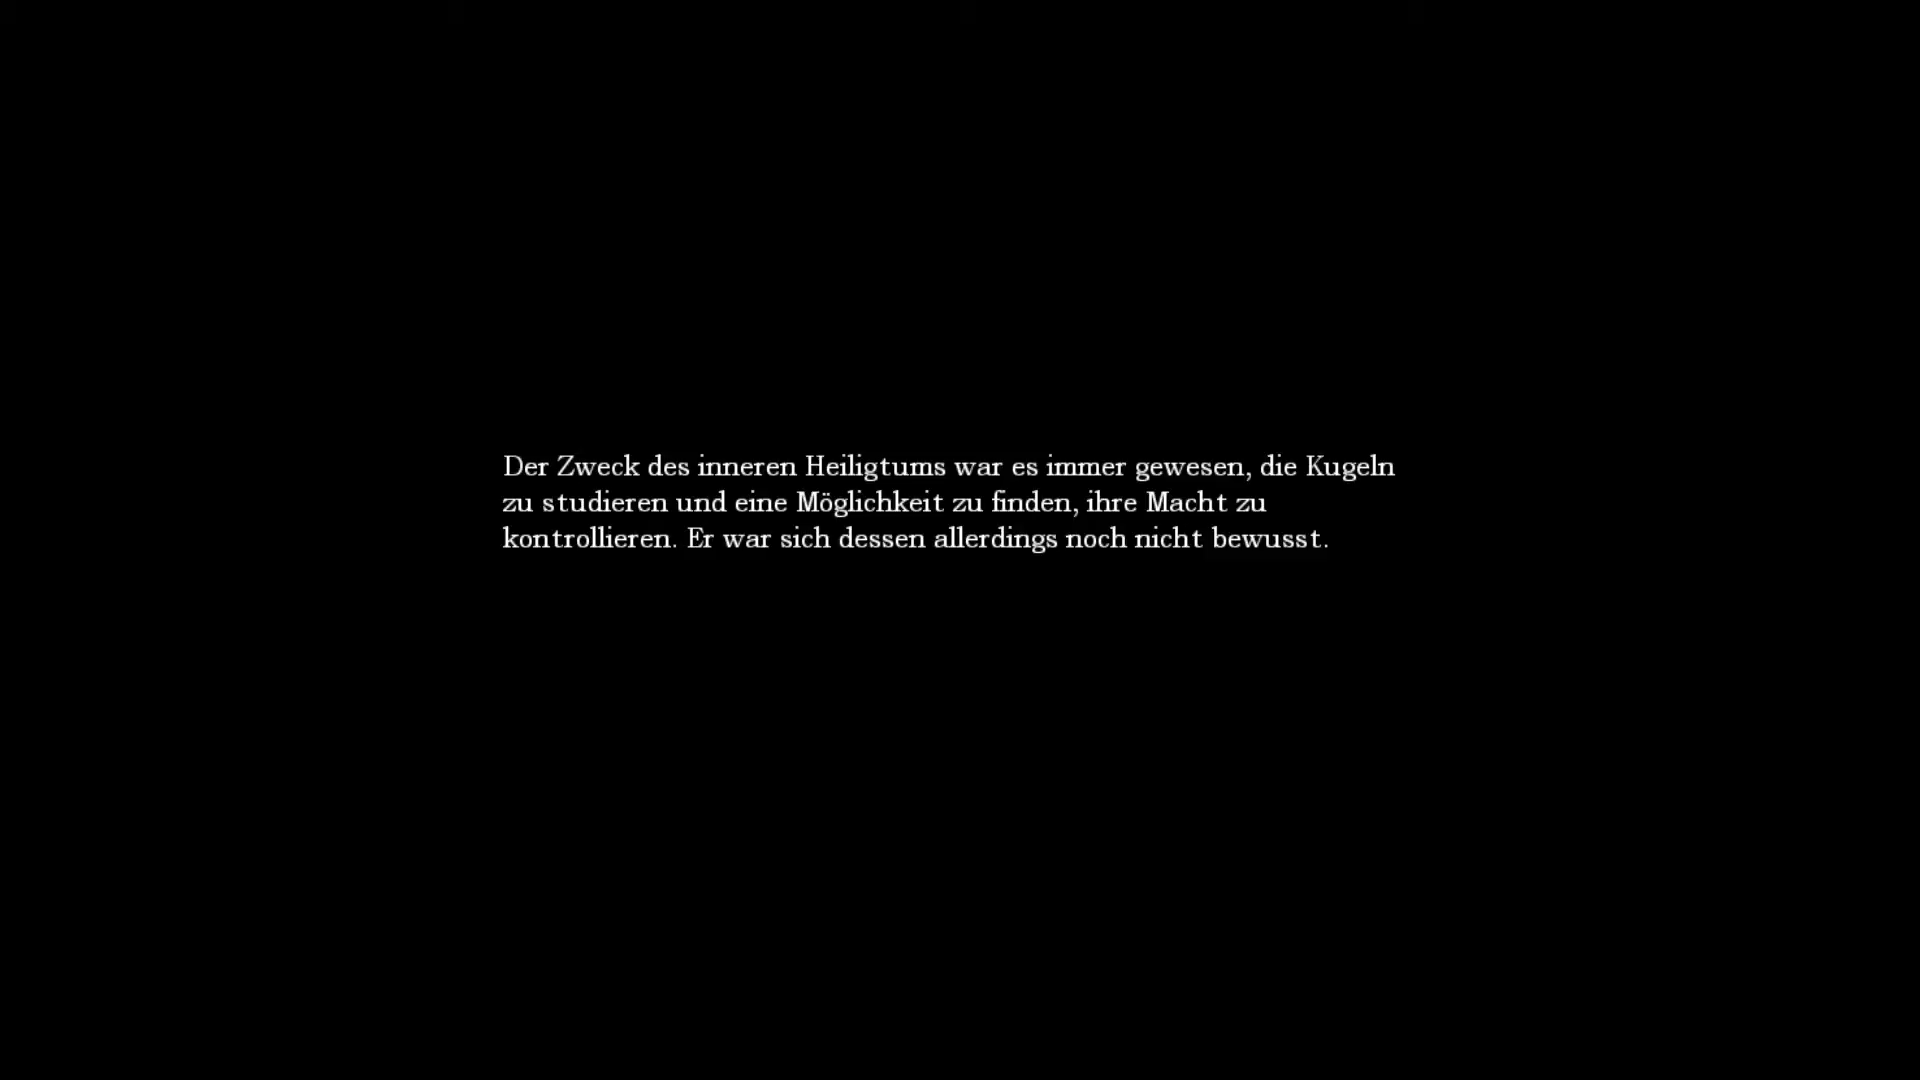 Der Zweck des inneren Heiligtums war es immer gewesen, die Kugeln
zu studieren und eine Möglichkeit zu finden, ihre Macht zu
kontrollieren. Er war sich dessen allerdings noch nicht bewusst.